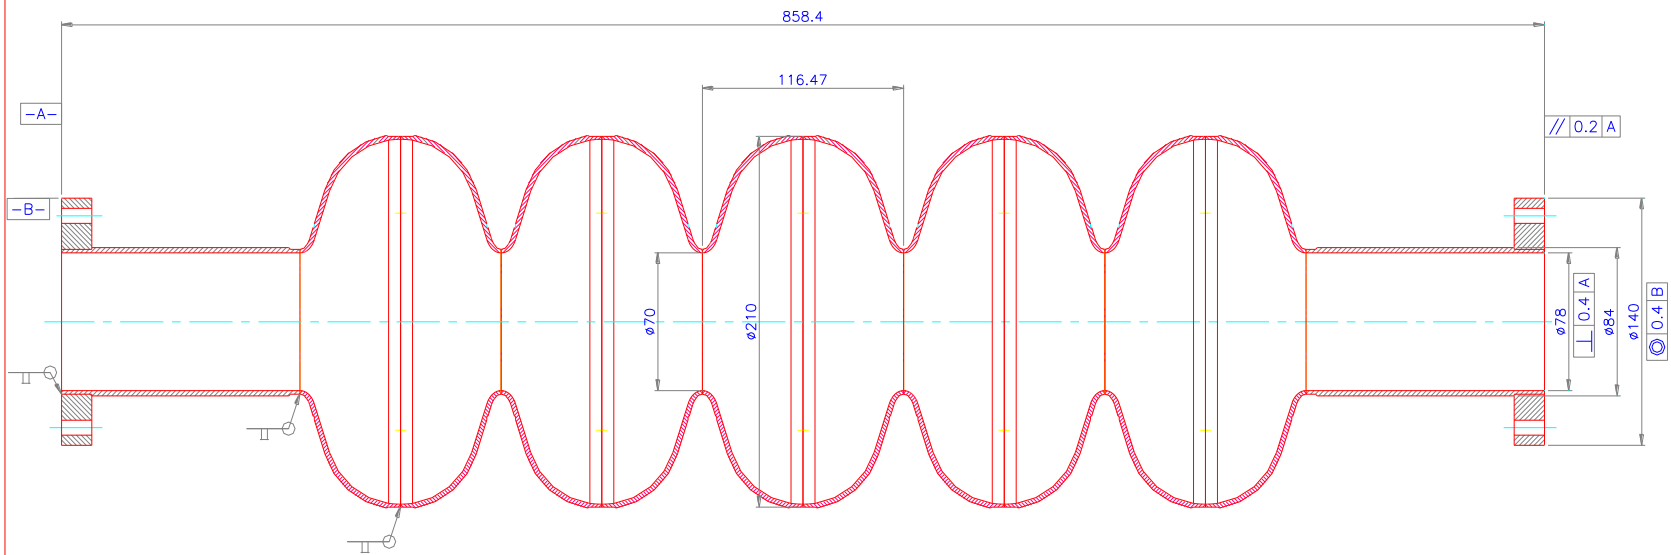 858.4
116.47
-A-
// 0.2 A
-B-
ø70
ø210
ø78
⊥ 0.4 A
ø84
ø140
◎ 0.4 B